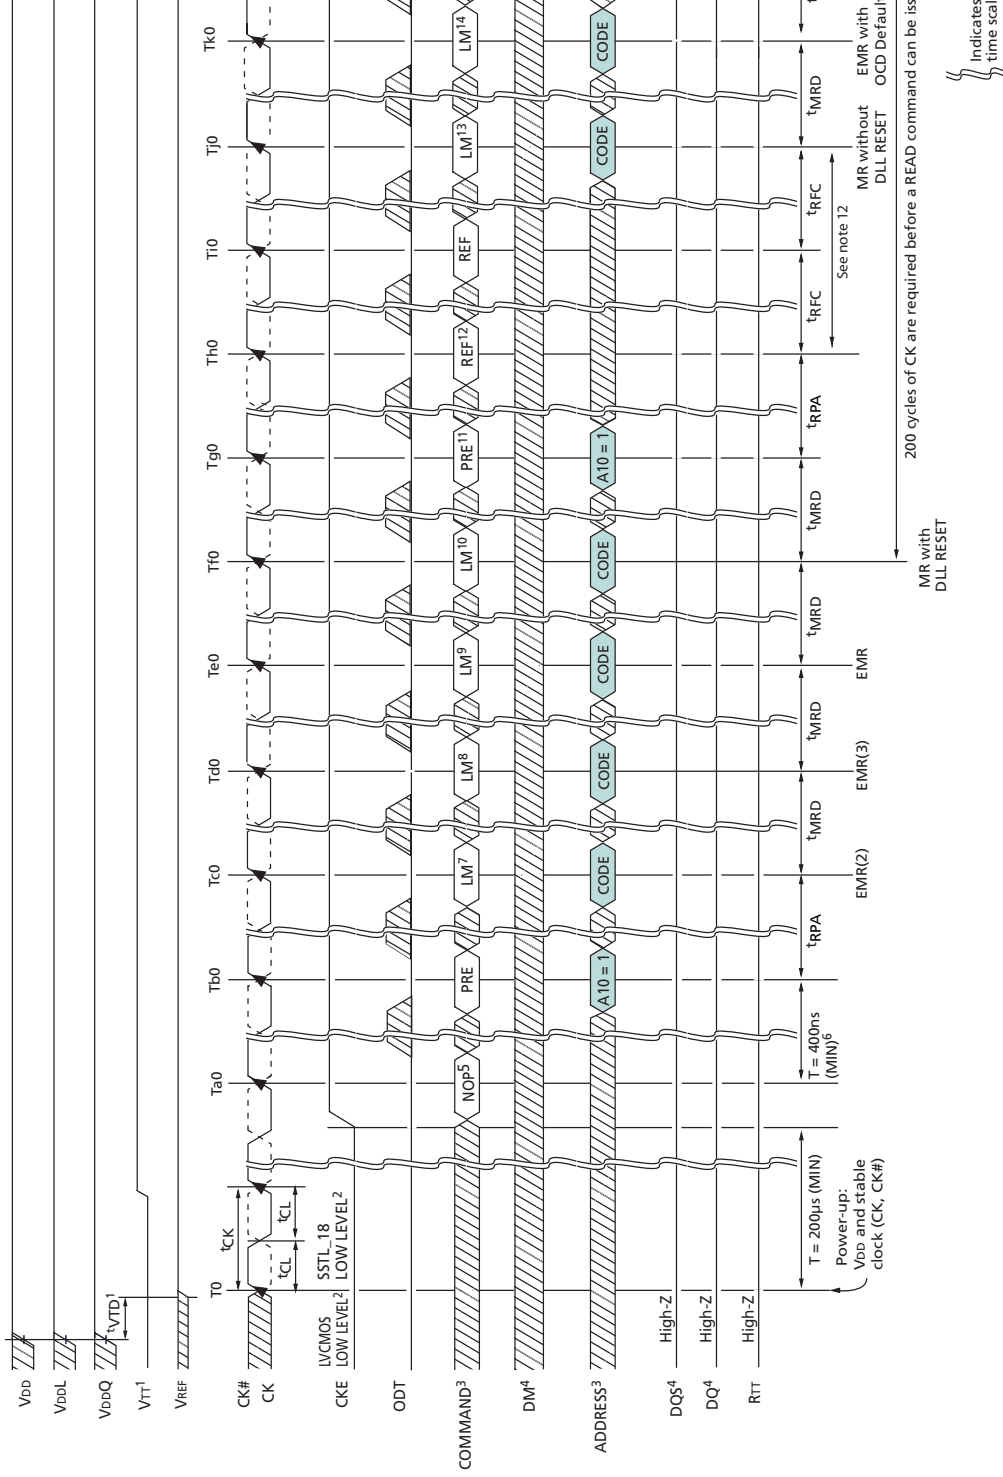 VDD
VDDL
VDDQ
tVTD1
VTT1
VREF
T0 Ta0 Tb0 Tc0 Td0 Te0 Tf0 Tg0 Th0 Ti0 Tj0 Tk0
tCK
CK#
CK
tCL tCL
LVCMOS
LOW LEVEL2
SSTL_18
LOW LEVEL2
CKE
ODT
COMMAND3 NOP5 PRE LM7 LM8 LM9 LM10 PRE11 REF12 REF LM13 LM14
DM4
ADDRESS3 A10 = 1 CODE CODE CODE CODE A10 = 1 CODE CODE
DQS4 High-Z
DQ4 High-Z
RTT High-Z
T = 200µs (MIN)
T = 400ns
(MIN)6
tRPA tMRD tMRD tMRD tMRD tRPA tRFC tRFC tMRD
See note 12
Power-up:
VDD and stable
clock (CK, CK#)
EMR(2) EMR(3) EMR
MR with
DLL RESET
MR without
DLL RESET
EMR with
OCD Defaul
200 cycles of CK are required before a READ command can be iss
Indicates
time scal